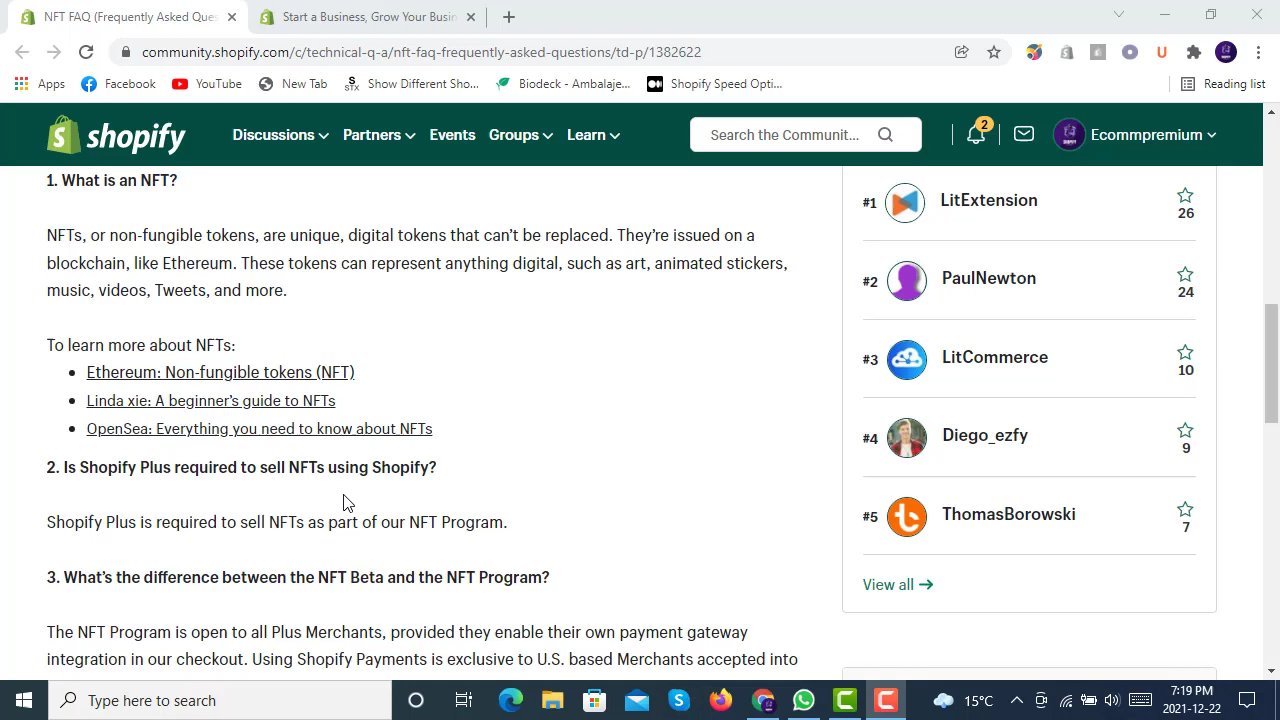 NFT FAQ (Frequently Asked Ques
Start a Business, Grow Your Busin
community.shopify.com/c/technical-q-a/nft-faq-frequently-asked-questions/td-p/1382622
Apps
Facebook
YouTube
New Tab
STX
Show Different Sho...
Biodeck - Ambalaje...
Shopify Speed Opti...
Reading list
shopify
Discussions
Partners
Events
Groups
Learn
Search the Communit...
2
Ecommpremium
1. What is an NFT?
NFTs, or non-fungible tokens, are unique, digital tokens that can't be replaced. They're issued on a
blockchain, like Ethereum. These tokens can represent anything digital, such as art, animated stickers,
music, videos, Tweets, and more.
To learn more about NFTs:
Ethereum: Non-fungible tokens (NFT)
Linda xie: A beginner's guide to NFTs
OpenSea: Everything you need to know about NFTs
2. Is Shopify Plus required to sell NFTs using Shopify?
Shopify Plus is required to sell NFTs as part of our NFT Program.
3. What's the difference between the NFT Beta and the NFT Program?
The NFT Program is open to all Plus Merchants, provided they enable their own payment gateway
integration in our checkout. Using Shopify Payments is exclusive to U.S. based Merchants accepted into
#1 LitExtension 26
#2 PaulNewton 24
#3 LitCommerce 10
#4 Diego_ezfy 9
#5 ThomasBorowski 7
View all
Type here to search
15°C
7:19 PM
2021-12-22